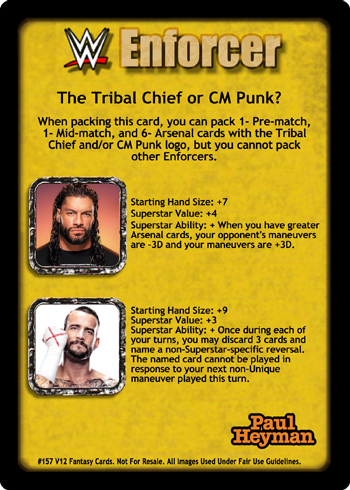 W Enforcer
The Tribal Chief or CM Punk?
When packing this card, you can pack 1- Pre-match,
1- Mid-match, and 6- Arsenal cards with the Tribal
Chief and/or CM Punk logo, but you cannot pack
other Enforcers.
Starting Hand Size: +7
Superstar Value: +4
Superstar Ability: + When you have greater
Arsenal cards, your opponent's maneuvers
are -3D and your maneuvers are +3D.
Starting Hand Size: +9
Superstar Value: +3
Superstar Ability: + Once during each of
your turns, you may discard 3 cards and
name a non-Superstar-specific reversal.
The named card cannot be played in
response to your next non-Unique
maneuver played this turn.
Paul
Heyman
#157 V12 Fantasy Cards. Not For Resale. All Images Used Under Fair Use Guidelines.